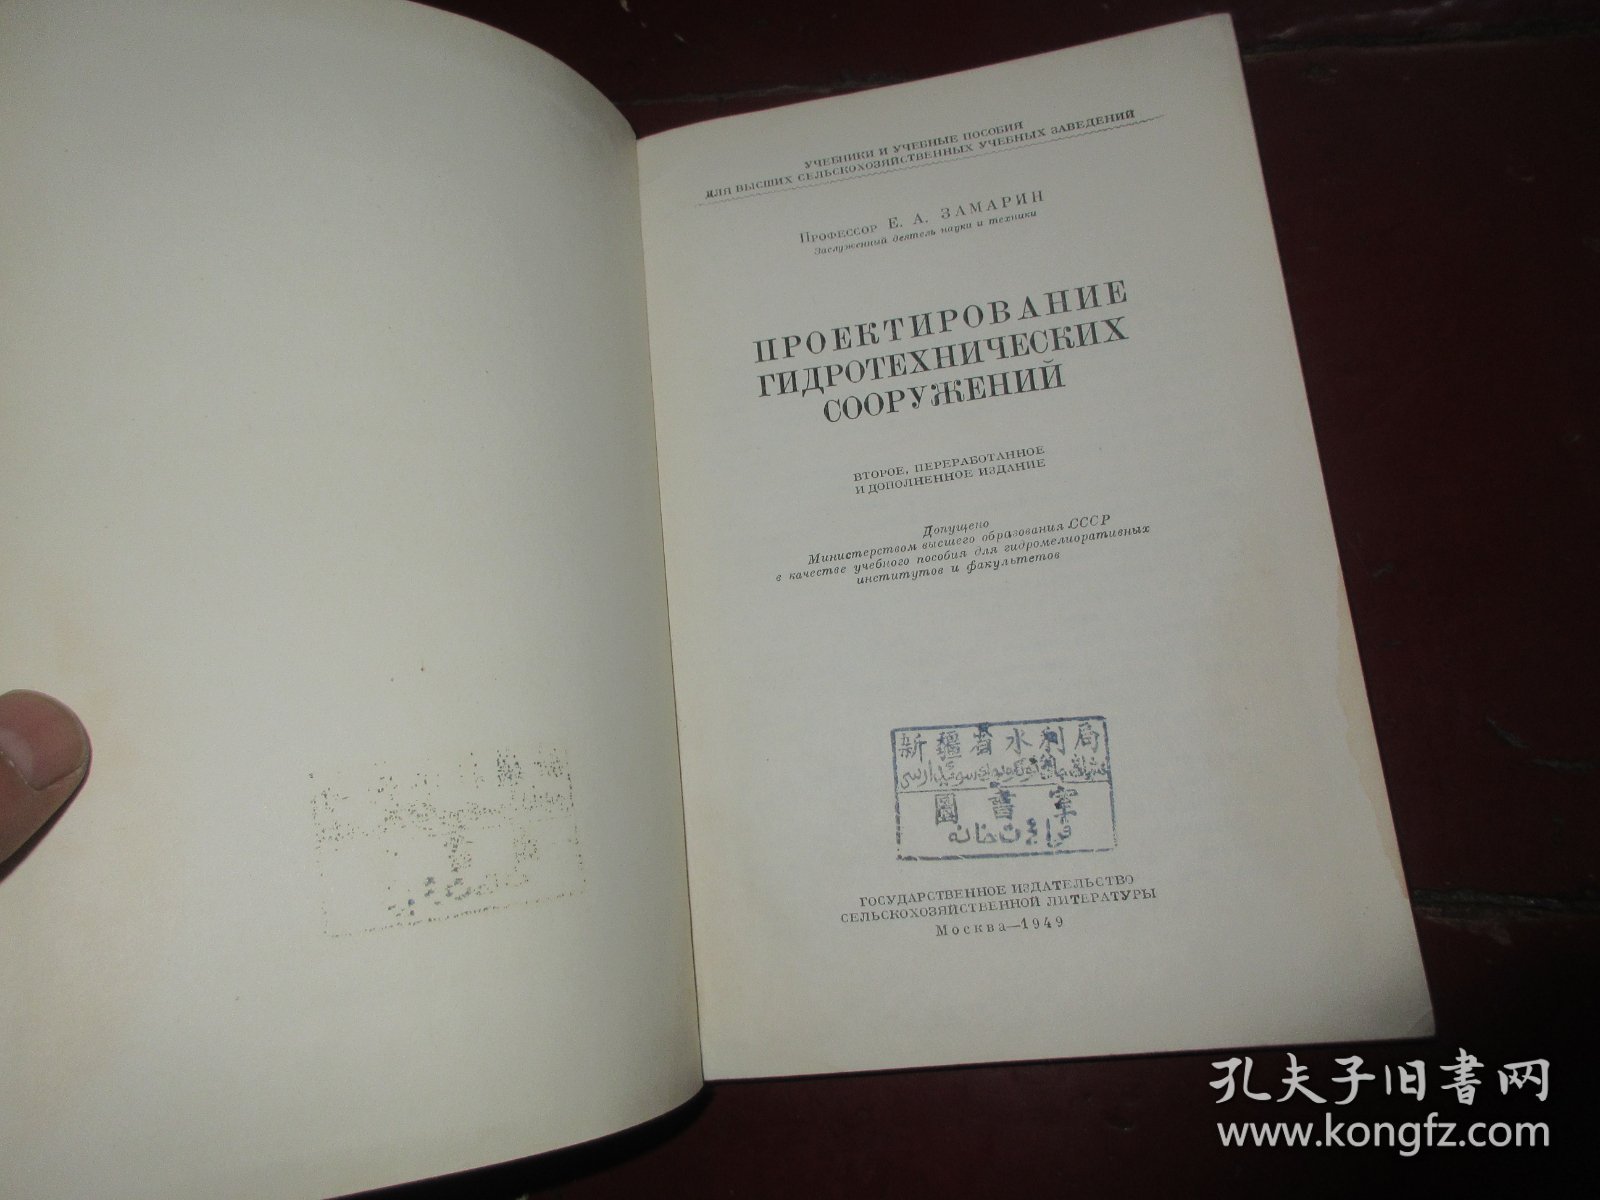 УЧЕБНИКИ И УЧЕБНЫЕ ПОСОБИЯ
ДЛЯ ВЫСШИХ СЕЛЬСКОХОЗЯЙСТВЕННЫХ УЧЕБНЫХ ЗАВЕДЕНИЙ
ПРОФЕССОР Е. А. ЗАМАРИН
Заслуженный деятель науки и техники
ПРОЕКТИРОВАНИЕ
ГИДРОТЕХНИЧЕСКИХ
СООРУЖЕНИЙ
ВТОРОЕ, ПЕРЕРАБОТАННОЕ
И ДОПОЛНЕННОЕ ИЗДАНИЕ
Допущено
Министерством высшего образования СССР
в качестве учебного пособия для гидромелиоративных
институтов и факультетов
新疆省水利局
圖書室
ГОСУДАРСТВЕННОЕ ИЗДАТЕЛЬСТВО
СЕЛЬСКОХОЗЯЙСТВЕННОЙ ЛИТЕРАТУРЫ
Москва—1949
孔夫子旧书网
www.kongfz.com